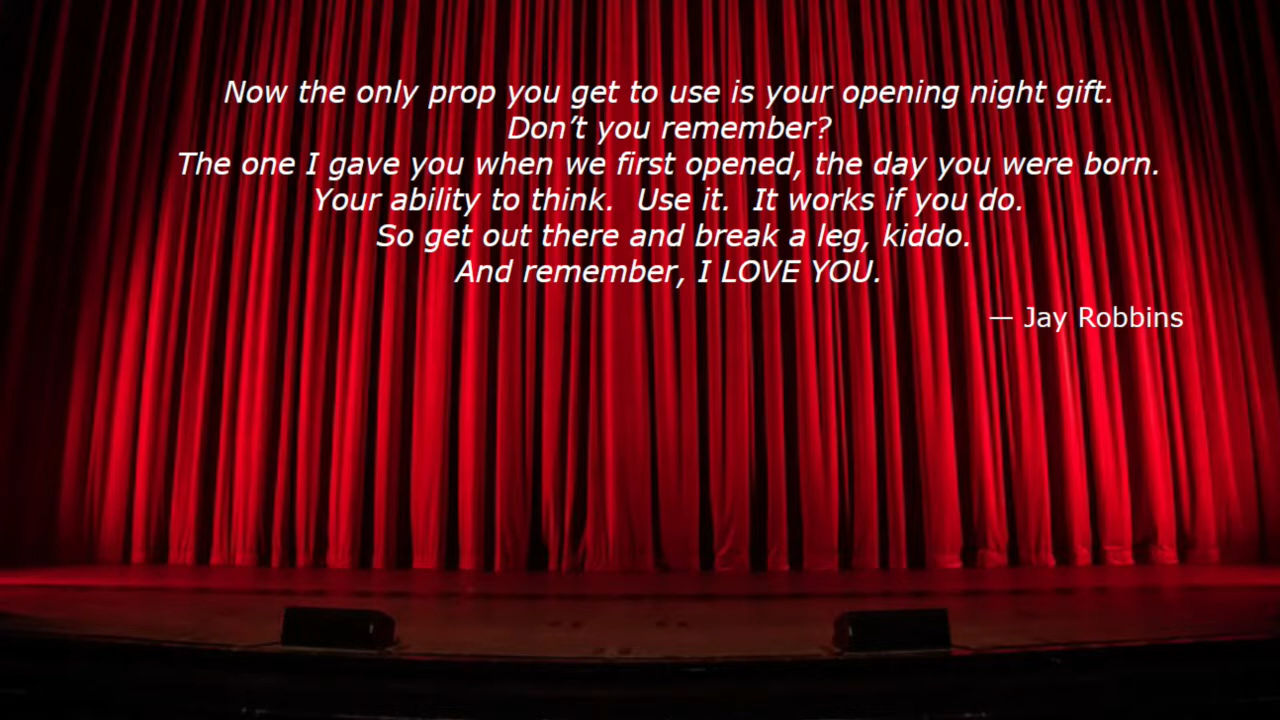 Now the only prop you get to use is your opening night gift.
Don’t you remember?
The one I gave you when we first opened, the day you were born.
Your ability to think.  Use it.  It works if you do.
So get out there and break a leg, kiddo.
And remember, I LOVE YOU.
— Jay Robbins